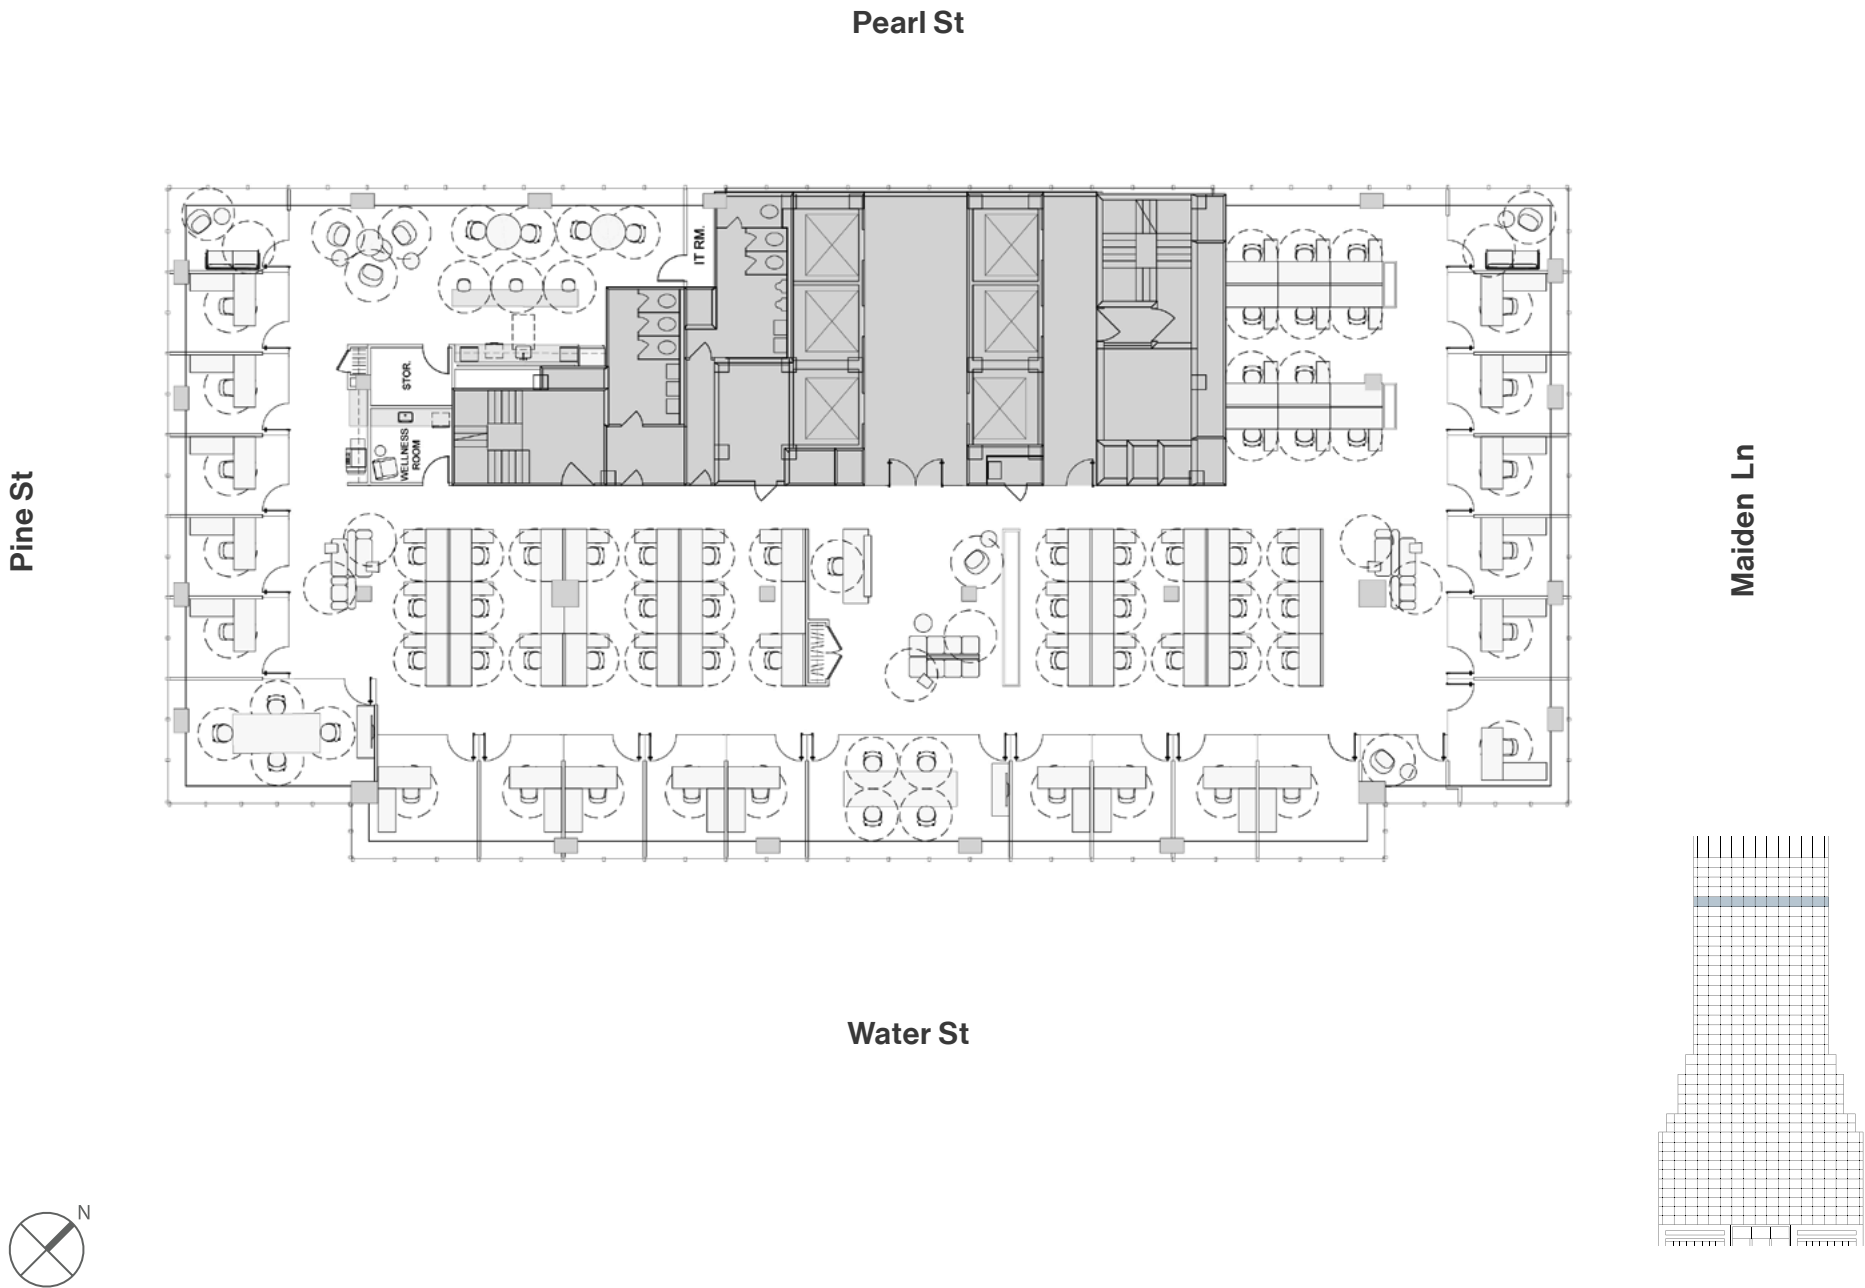 Pearl St
IT RM.
STOR.
WELLNESS
ROOM
Pine St
Maiden Ln
Water St
N